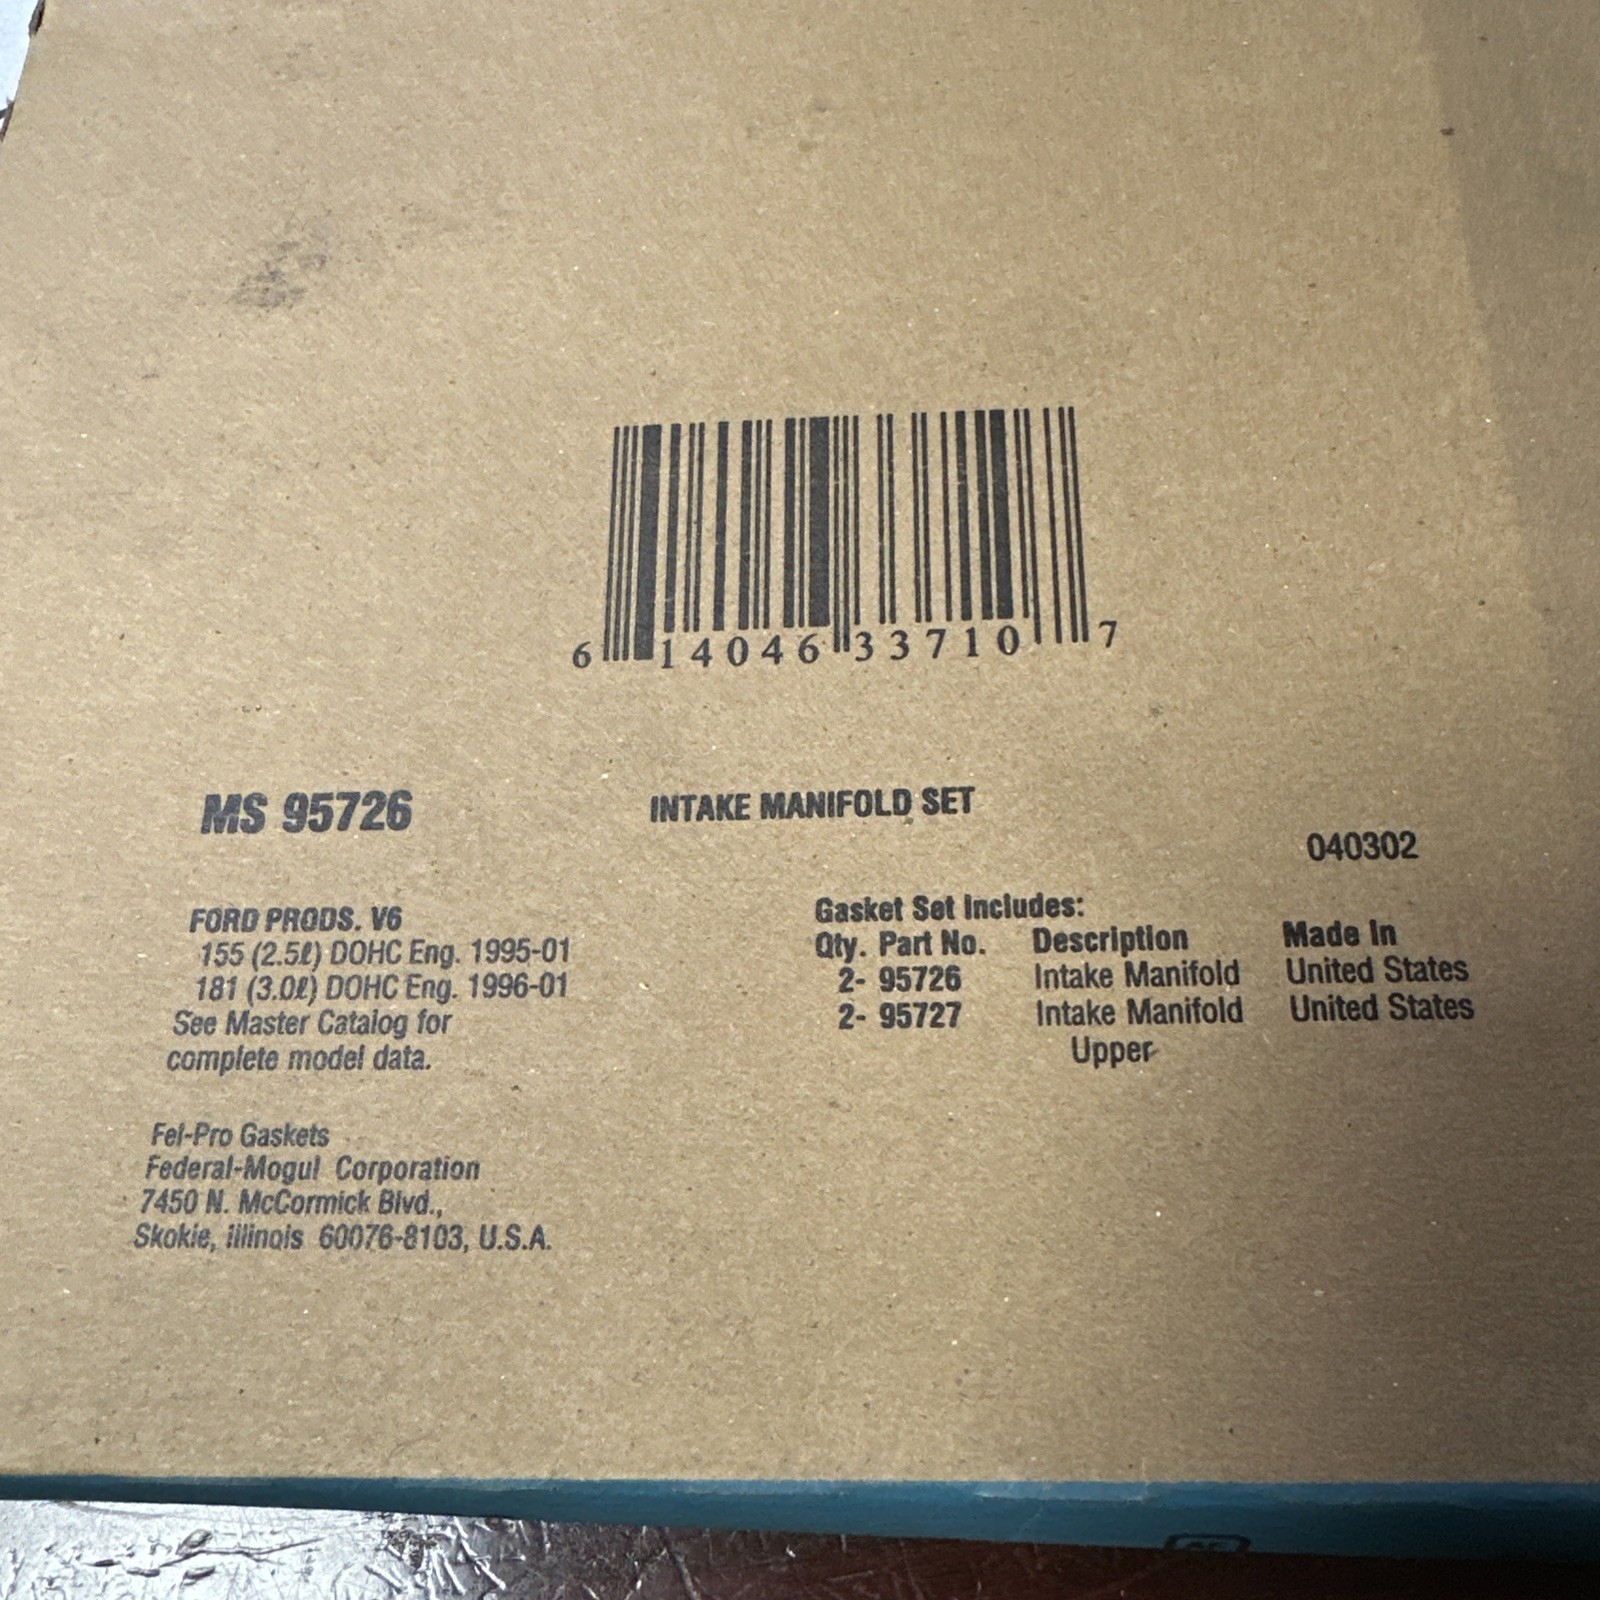 6 14046 33710 7
MS 95726
INTAKE MANIFOLD SET
040302
FORD PRODS. V6
155 (2.5ℓ) DOHC Eng. 1995-01
181 (3.0ℓ) DOHC Eng. 1996-01
See Master Catalog for
complete model data.
Gasket Set Includes:
Qty. Part No. Description Made In
2- 95726 Intake Manifold United States
2- 95727 Intake Manifold United States
Upper
Fel-Pro Gaskets
Federal-Mogul Corporation
7450 N. McCormick Blvd.,
Skokie, Illinois 60076-8103, U.S.A.